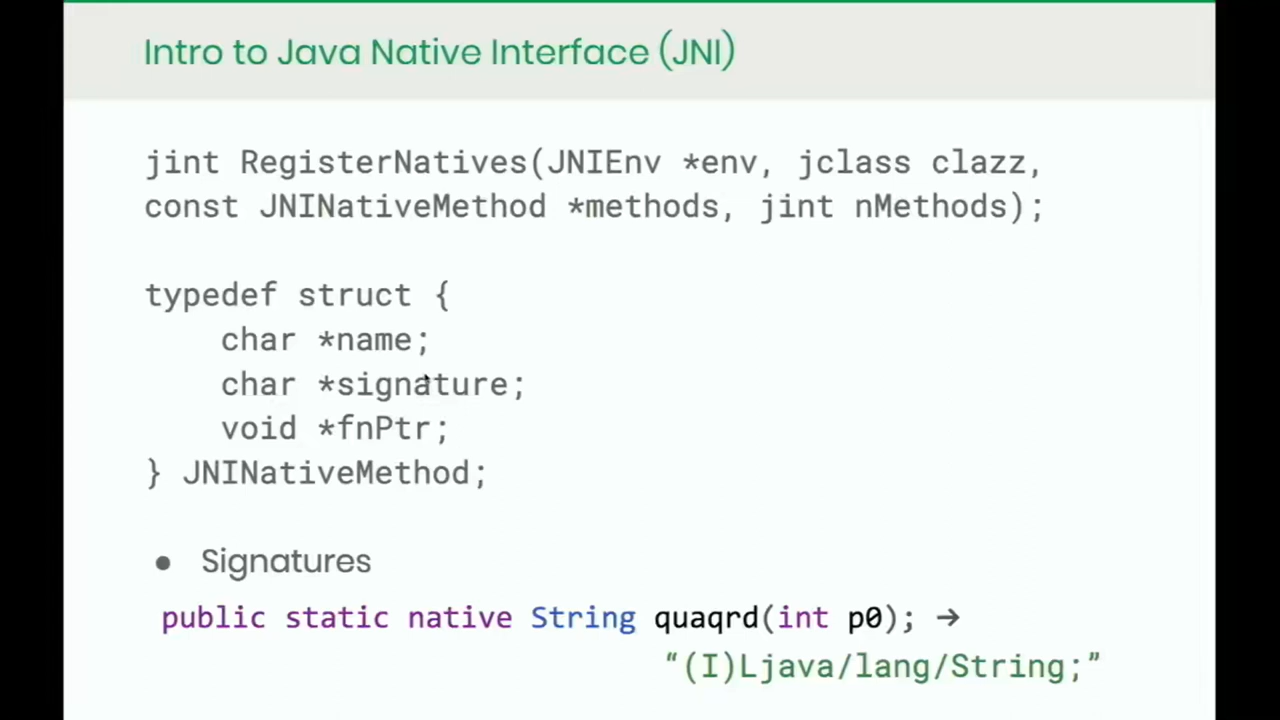 Intro to Java Native Interface (JNI)
jint RegisterNatives(JNIEnv *env, jclass clazz,
const JNINativeMethod *methods, jint nMethods);
typedef struct {
    char *name;
    char *signature;
    void *fnPtr;
} JNINativeMethod;
● Signatures
public static native String quaqrd(int p0); →
“(I)Ljava/lang/String;”